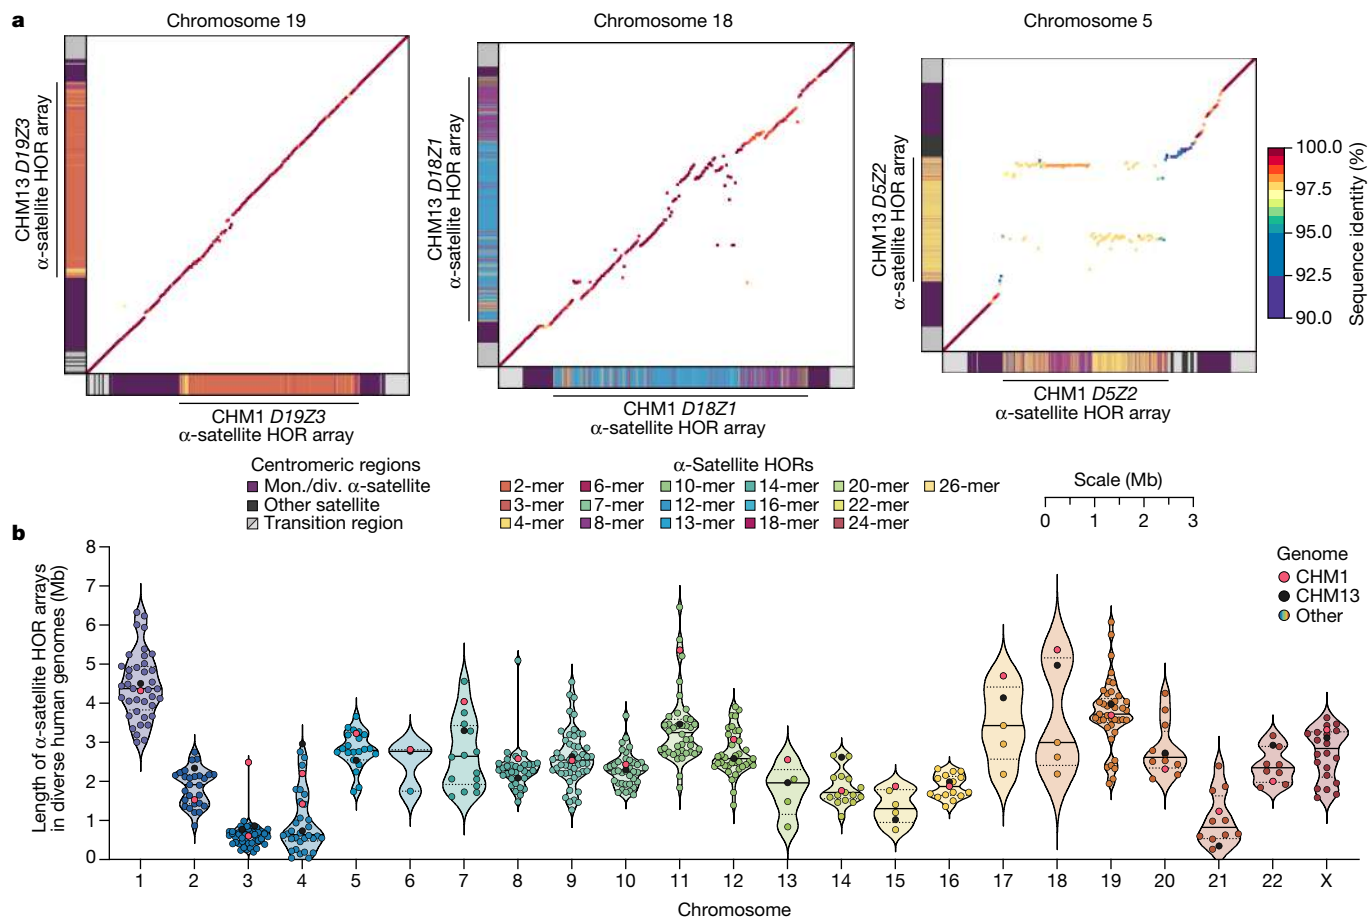 a
Chromosome 19
Chromosome 18
Chromosome 5
CHM13 D19Z3
α-satellite HOR array
CHM1 D19Z3
α-satellite HOR array
CHM13 D18Z1
α-satellite HOR array
CHM1 D18Z1
α-satellite HOR array
CHM13 D5Z2
α-satellite HOR array
CHM1 D5Z2
α-satellite HOR array
100.0
97.5
95.0
92.5
90.0
Sequence identity (%)
Centromeric regions
Mon./div. α-satellite
Other satellite
Transition region
α-Satellite HORs
2-mer 6-mer 10-mer 14-mer 20-mer 26-mer
3-mer 7-mer 12-mer 16-mer 22-mer
4-mer 8-mer 13-mer 18-mer 24-mer
Scale (Mb)
0 1 2 3
b
Length of α-satellite HOR arrays
in diverse human genomes (Mb)
8
7
6
5
4
3
2
1
0
Genome
CHM1
CHM13
Other
1 2 3 4 5 6 7 8 9 10 11 12 13 14 15 16 17 18 19 20 21 22 X
Chromosome